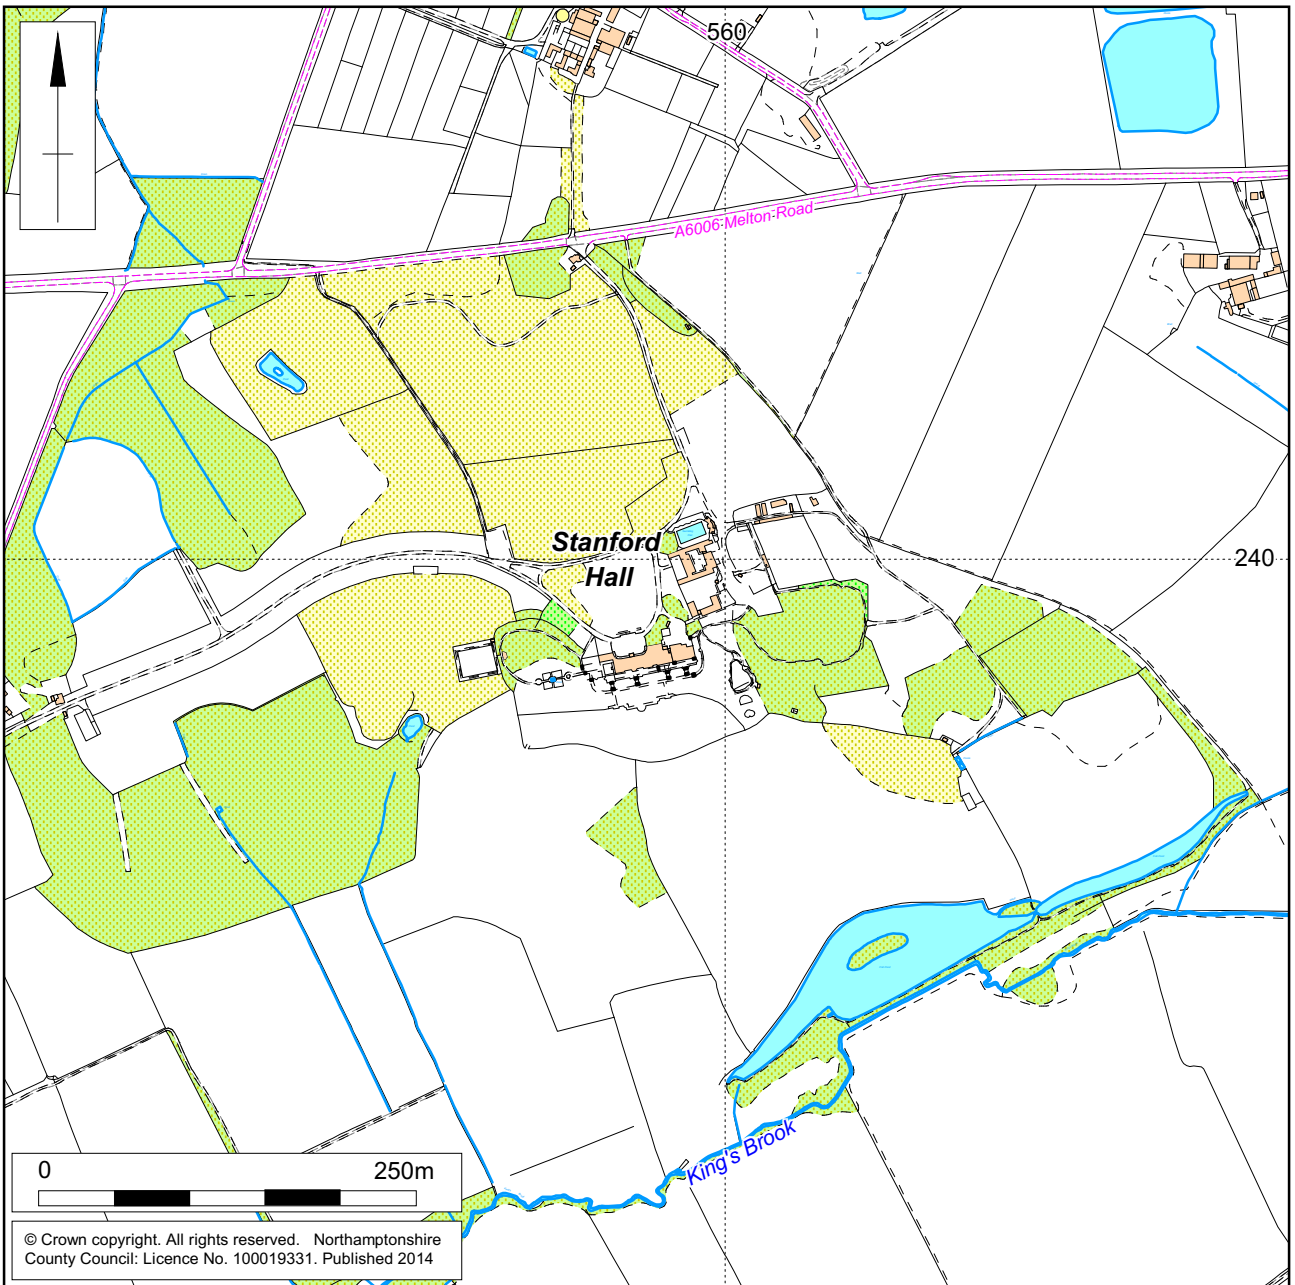 560
A6006 Melton Road
Stanford
Hall
240
King's Brook
0 250m
© Crown copyright. All rights reserved. Northamptonshire
County Council: Licence No. 100019331. Published 2014